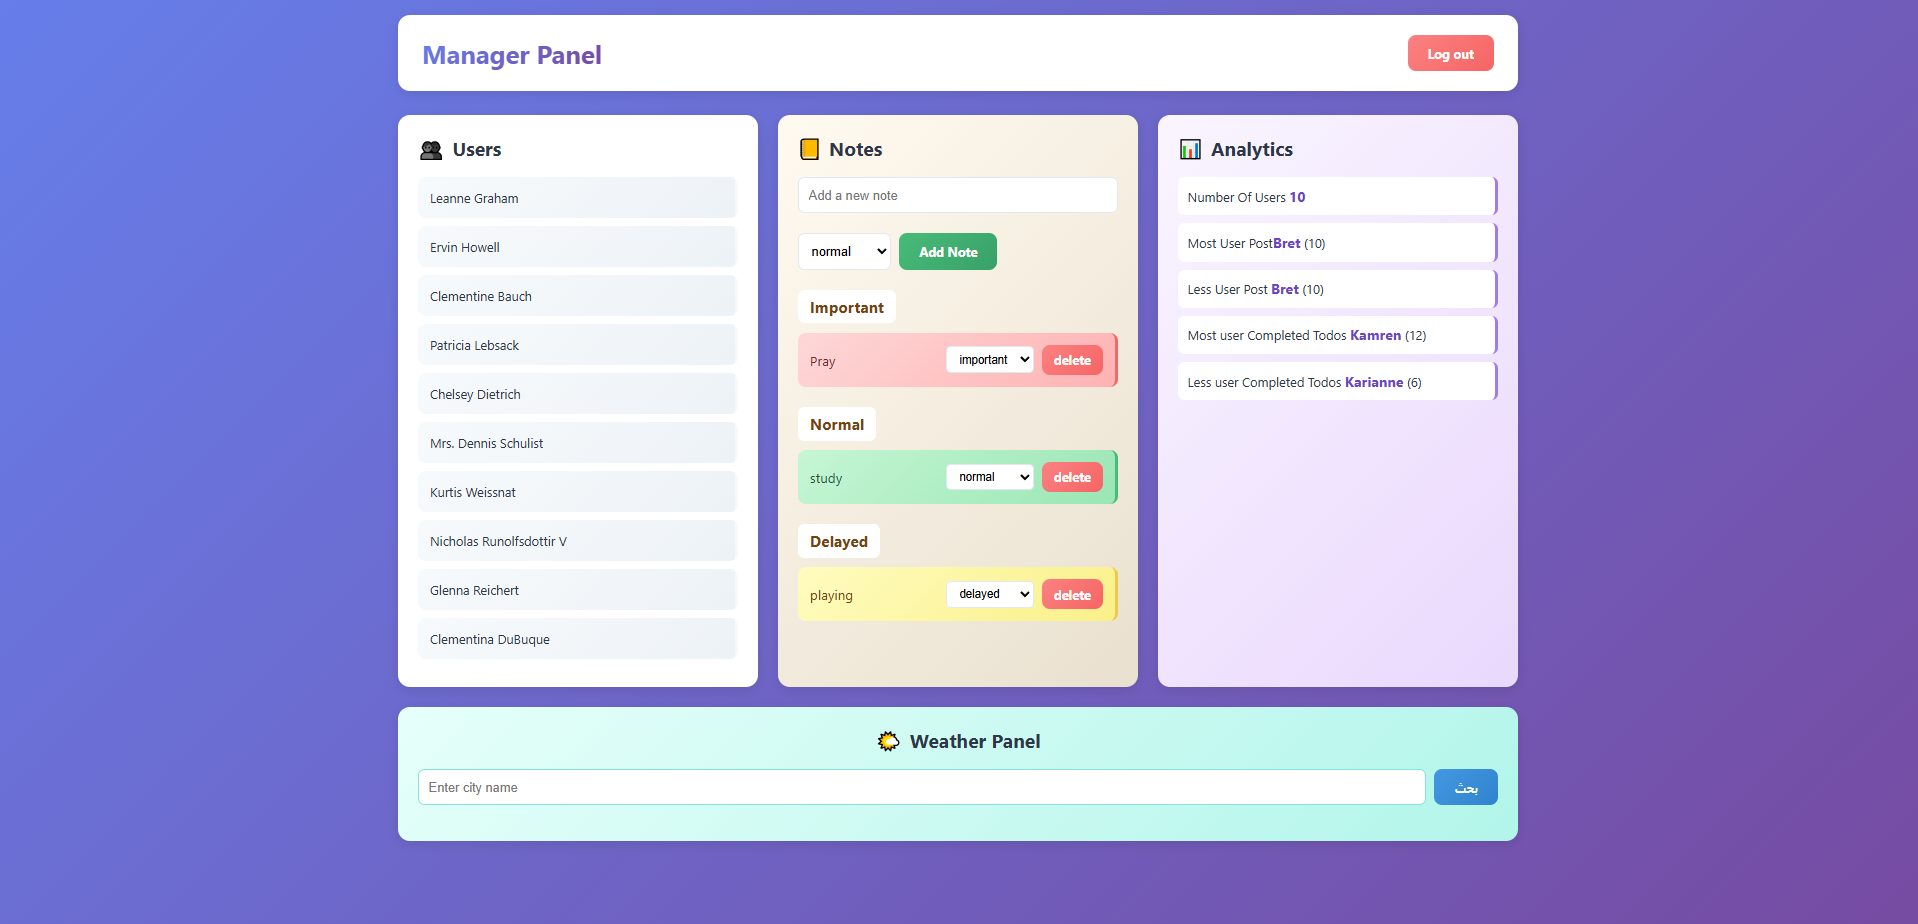 Manager Panel
Log out
Users
Leanne Graham
Ervin Howell
Clementine Bauch
Patricia Lebsack
Chelsey Dietrich
Mrs. Dennis Schulist
Kurtis Weissnat
Nicholas Runolfsdottir V
Glenna Reichert
Clementina DuBuque
Notes
Add a new note
normal
Add Note
Important
Pray important delete
Normal
study normal delete
Delayed
playing delayed delete
Analytics
Number Of Users 10
Most User PostBret (10)
Less User Post Bret (10)
Most user Completed Todos Kamren (12)
Less user Completed Todos Karianne (6)
Weather Panel
Enter city name
بحث